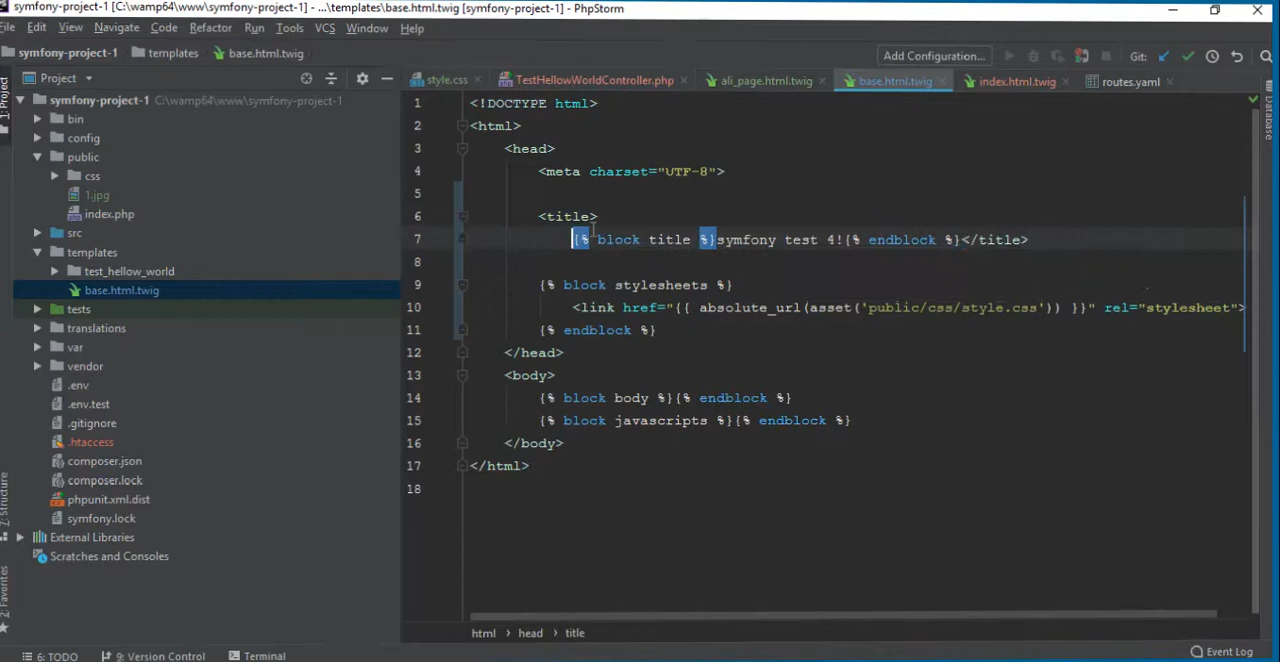 symfony-project-1 [C:\wamp64\www\symfony-project-1] - ...\templates\base.html.twig [symfony-project-1] - PhpStorm
File Edit View Navigate Code Refactor Run Tools VCS Window Help
symfony-project-1 templates base.html.twig Add Configuration... Git:
Project style.css TestHellowWorldController.php ali_page.html.twig base.html.twig index.html.twig routes.yaml
1: Project
Database
symfony-project-1 C:\wamp64\www\symfony-project-1
bin
config
public
css
1.jpg
index.php
src
templates
test_hellow_world
base.html.twig
tests
translations
var
vendor
.env
.env.test
.gitignore
.htaccess
composer.json
composer.lock
phpunit.xml.dist
symfony.lock
External Libraries
Scratches and Consoles
1 <!DOCTYPE html>
2 <html>
3 <head>
4 <meta charset="UTF-8">
5
6 <title>
7 {% block title %}symfony test 4!{% endblock %}</title>
8
9 {% block stylesheets %}
10 <link href="{{ absolute_url(asset('public/css/style.css')) }}" rel="stylesheet">
11 {% endblock %}
12 </head>
13 <body>
14 {% block body %}{% endblock %}
15 {% block javascripts %}{% endblock %}
16 </body>
17 </html>
18
7: Structure
2: Favorites
html › head › title
6: TODO 9: Version Control Terminal Event Log